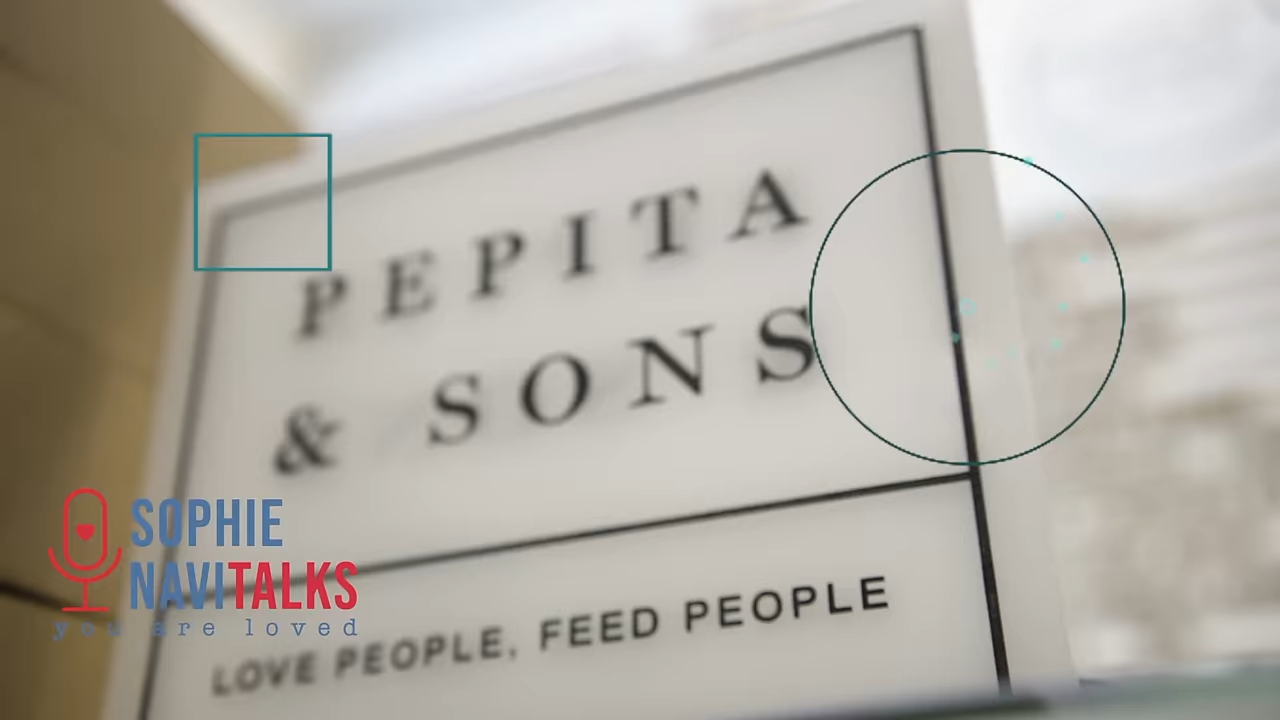 PEPITA
& SONS
LOVE PEOPLE, FEED PEOPLE
SOPHIE
NAVITALKS
you are loved